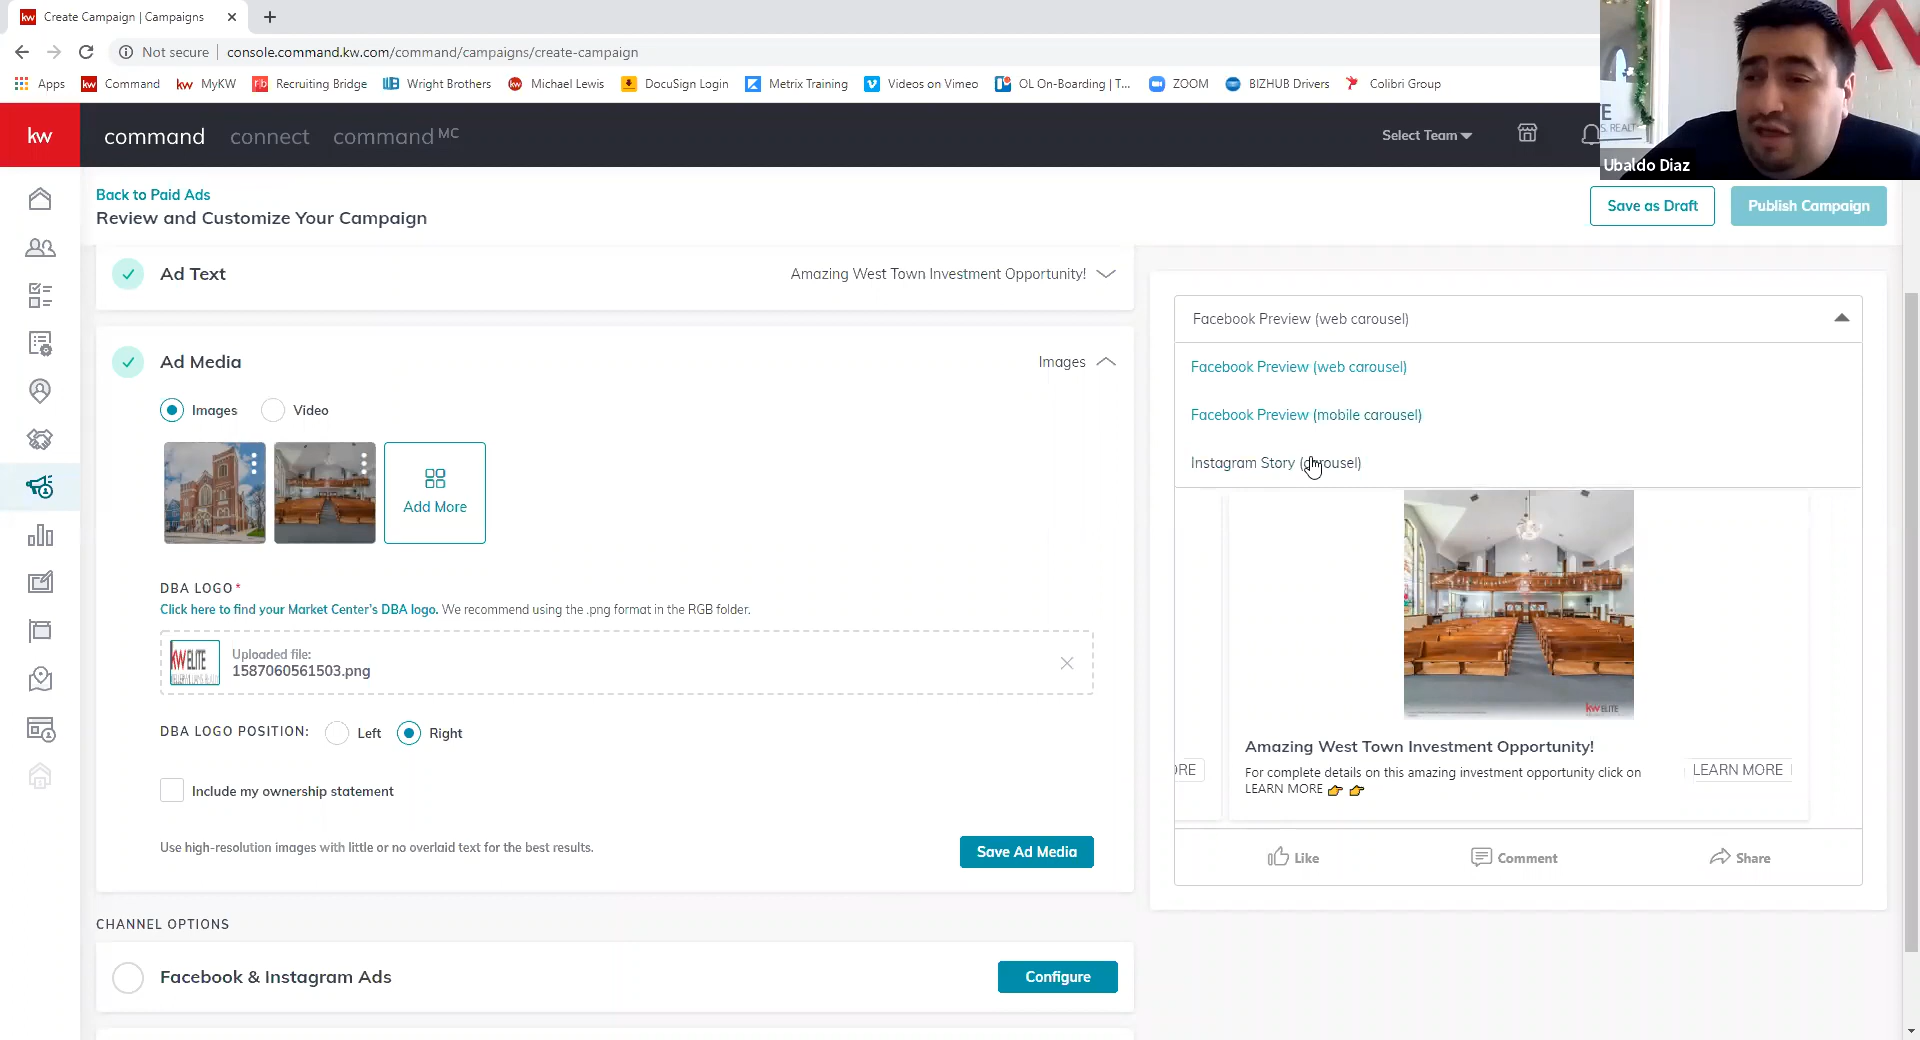 kw Create Campaign | Campaigns
Not secure console.command.kw.com/command/campaigns/create-campaign
Apps Command MyKW Recruiting Bridge Wright Brothers Michael Lewis DocuSign Login Metrix Training Videos on Vimeo OL On-Boarding | T... ZOOM BIZHUB Drivers Colibri Group
kw command connect command MC Select Team
Ubaldo Diaz
Back to Paid Ads
Review and Customize Your Campaign
Save as Draft Publish Campaign
Ad Text Amazing West Town Investment Opportunity!
Ad Media Images
Images Video
Add More
DBA LOGO*
Click here to find your Market Center's DBA logo. We recommend using the .png format in the RGB folder.
kw ELITE
Uploaded file:
1587060561503.png
DBA LOGO POSITION: Left Right
Include my ownership statement
Use high-resolution images with little or no overlaid text for the best results.
Save Ad Media
CHANNEL OPTIONS
Facebook & Instagram Ads Configure
Facebook Preview (web carousel)
Facebook Preview (web carousel)
Facebook Preview (mobile carousel)
Instagram Story (carousel)
kw ELITE
Amazing West Town Investment Opportunity!
For complete details on this amazing investment opportunity click on
LEARN MORE 👉 👉
LEARN MORE
Like Comment Share